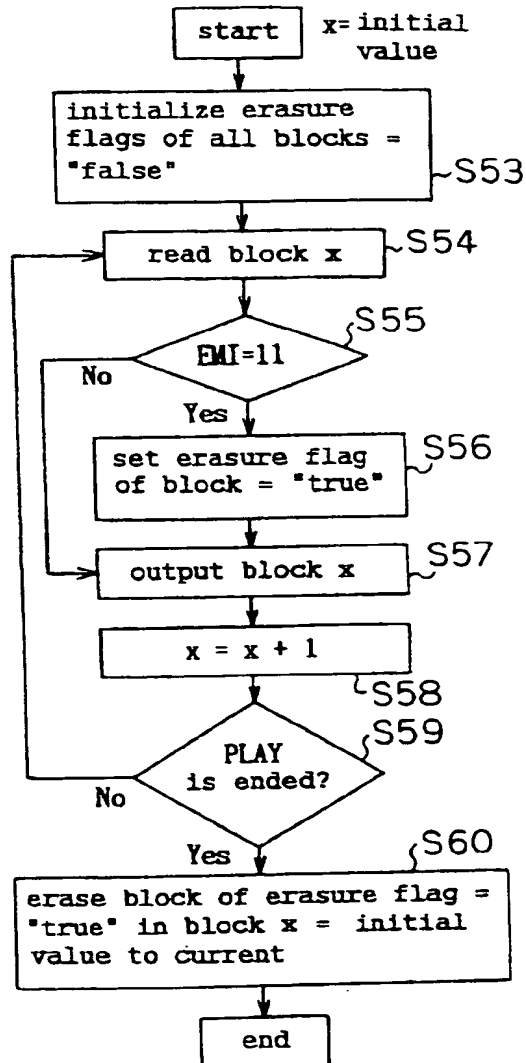 start
x= initial
value
initialize erasure
flags of all blocks =
"false"
S53
read block x
S54
S55
EMI=11
No
Yes
set erasure flag
of block = "true"
S56
output block x
S57
x = x + 1
S58
S59
PLAY
is ended?
No
Yes
S60
erase block of erasure flag =
"true" in block x = initial
value to current
end